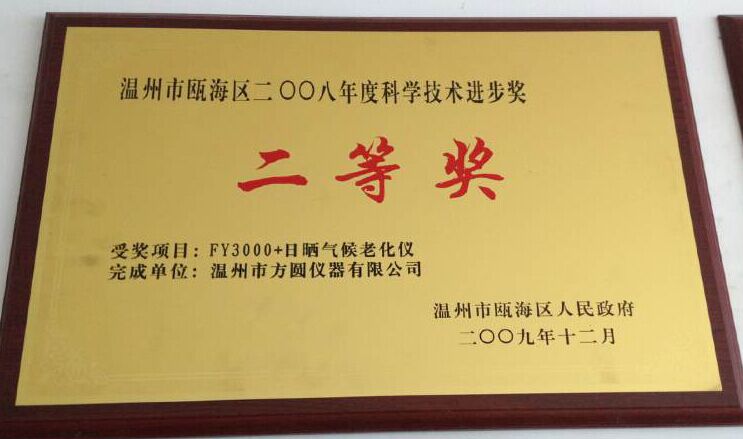 温州市瓯海区二〇〇八年度科学技术进步奖
二等奖
受奖项目：FY3000+日晒气候老化仪
完成单位：温州市方圆仪器有限公司
温州市瓯海区人民政府
二〇〇九年十二月